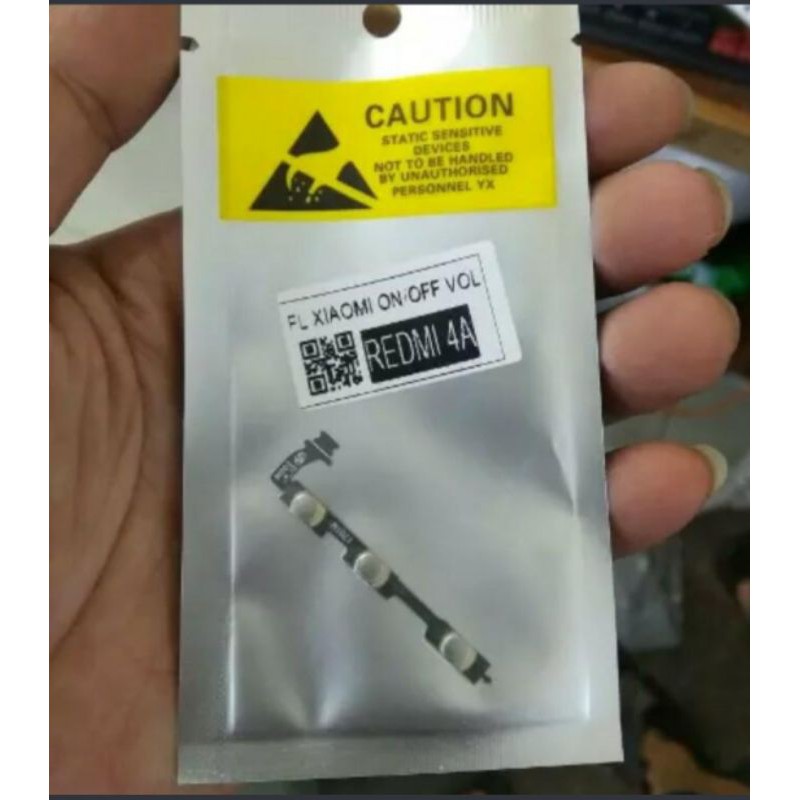 CAUTION
STATIC SENSITIVE
DEVICES
NOT TO BE HANDLED
BY UNAUTHORISED
PERSONNEL YX
FL XIAOMI ON/OFF VOL
REDMI 4A